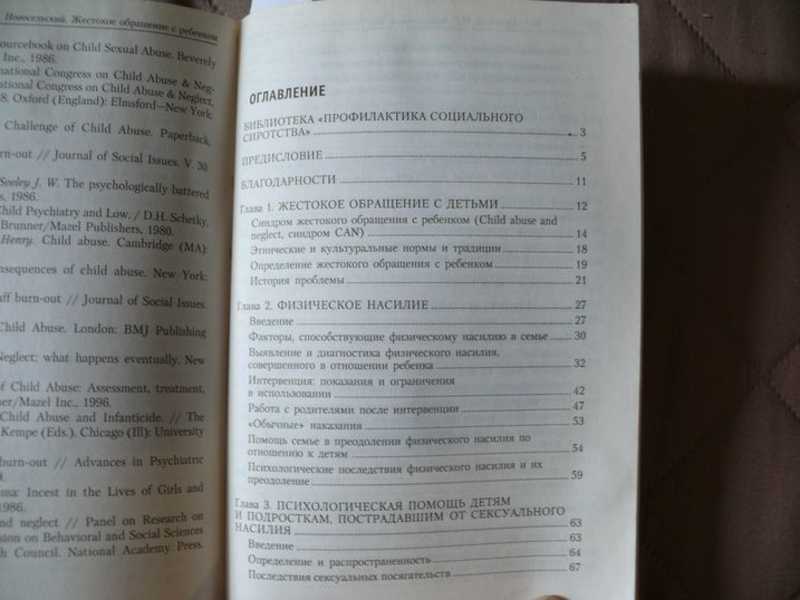 Новосельский. Жестокое обращение с ребенком
ourcebook on Child Sexual Abuse. Beverely
Inc., 1986.
national Congress on Child Abuse & Neg-
tional Congress on Child Abuse & Neglect,
8. Oxford (England): Elmsford—New York:
Challenge of Child Abuse. Paperback,
rn-out // Journal of Social Issues. V. 30
Seeley J. W. The psychologically battered
s, 1986.
Child Psychiatry and Low. / D.H. Schetky,
Brunner/Mazel Publishers, 1980.
Henry. Child abuse. Cambridge (MA):
nsequences of child abuse. New York:
aff burn-out // Journal of Social Issues.
Child Abuse. London: BMJ Publishing
Neglect: what happens eventually. New
of Child Abuse: Assessment, treatment,
ner/Mazel Inc., 1996.
Child Abuse and Infanticide. // The
Kempe (Eds.). Chicago (Ill): University
burn-out // Advances in Psychiatric
ma: Incest in the Lives of Girls and
1986.
nd neglect // Panel on Research on
ssion on Behavioral and Social Sciences
h Council. National Academy Press.
ОГЛАВЛЕНИЕ
БИБЛИОТЕКА «ПРОФИЛАКТИКА СОЦИАЛЬНОГО
СИРОТСТВА» 3
ПРЕДИСЛОВИЕ 5
БЛАГОДАРНОСТИ 11
Глава 1. ЖЕСТОКОЕ ОБРАЩЕНИЕ С ДЕТЬМИ 12
Синдром жестокого обращения с ребенком (Child abuse and
neglect, синдром CAN) 14
Этнические и культуральные нормы и традиции 18
Определение жестокого обращения с ребенком 19
История проблемы 21
Глава 2. ФИЗИЧЕСКОЕ НАСИЛИЕ 27
Введение 27
Факторы, способствующие физическому насилию в семье 30
Выявление и диагностика физического насилия,
совершенного в отношении ребенка 32
Интервенция: показания и ограничения
в использовании 42
Работа с родителями после интервенции 47
«Обычные» наказания 53
Помощь семье в преодолении физического насилия по
отношению к детям 54
Психологические последствия физического насилия и их
преодоление 59
Глава 3. ПСИХОЛОГИЧЕСКАЯ ПОМОЩЬ ДЕТЯМ
И ПОДРОСТКАМ, ПОСТРАДАВШИМ ОТ СЕКСУАЛЬНОГО
НАСИЛИЯ 63
Введение 63
Определение и распространенность 64
Последствия сексуальных посягательств 67